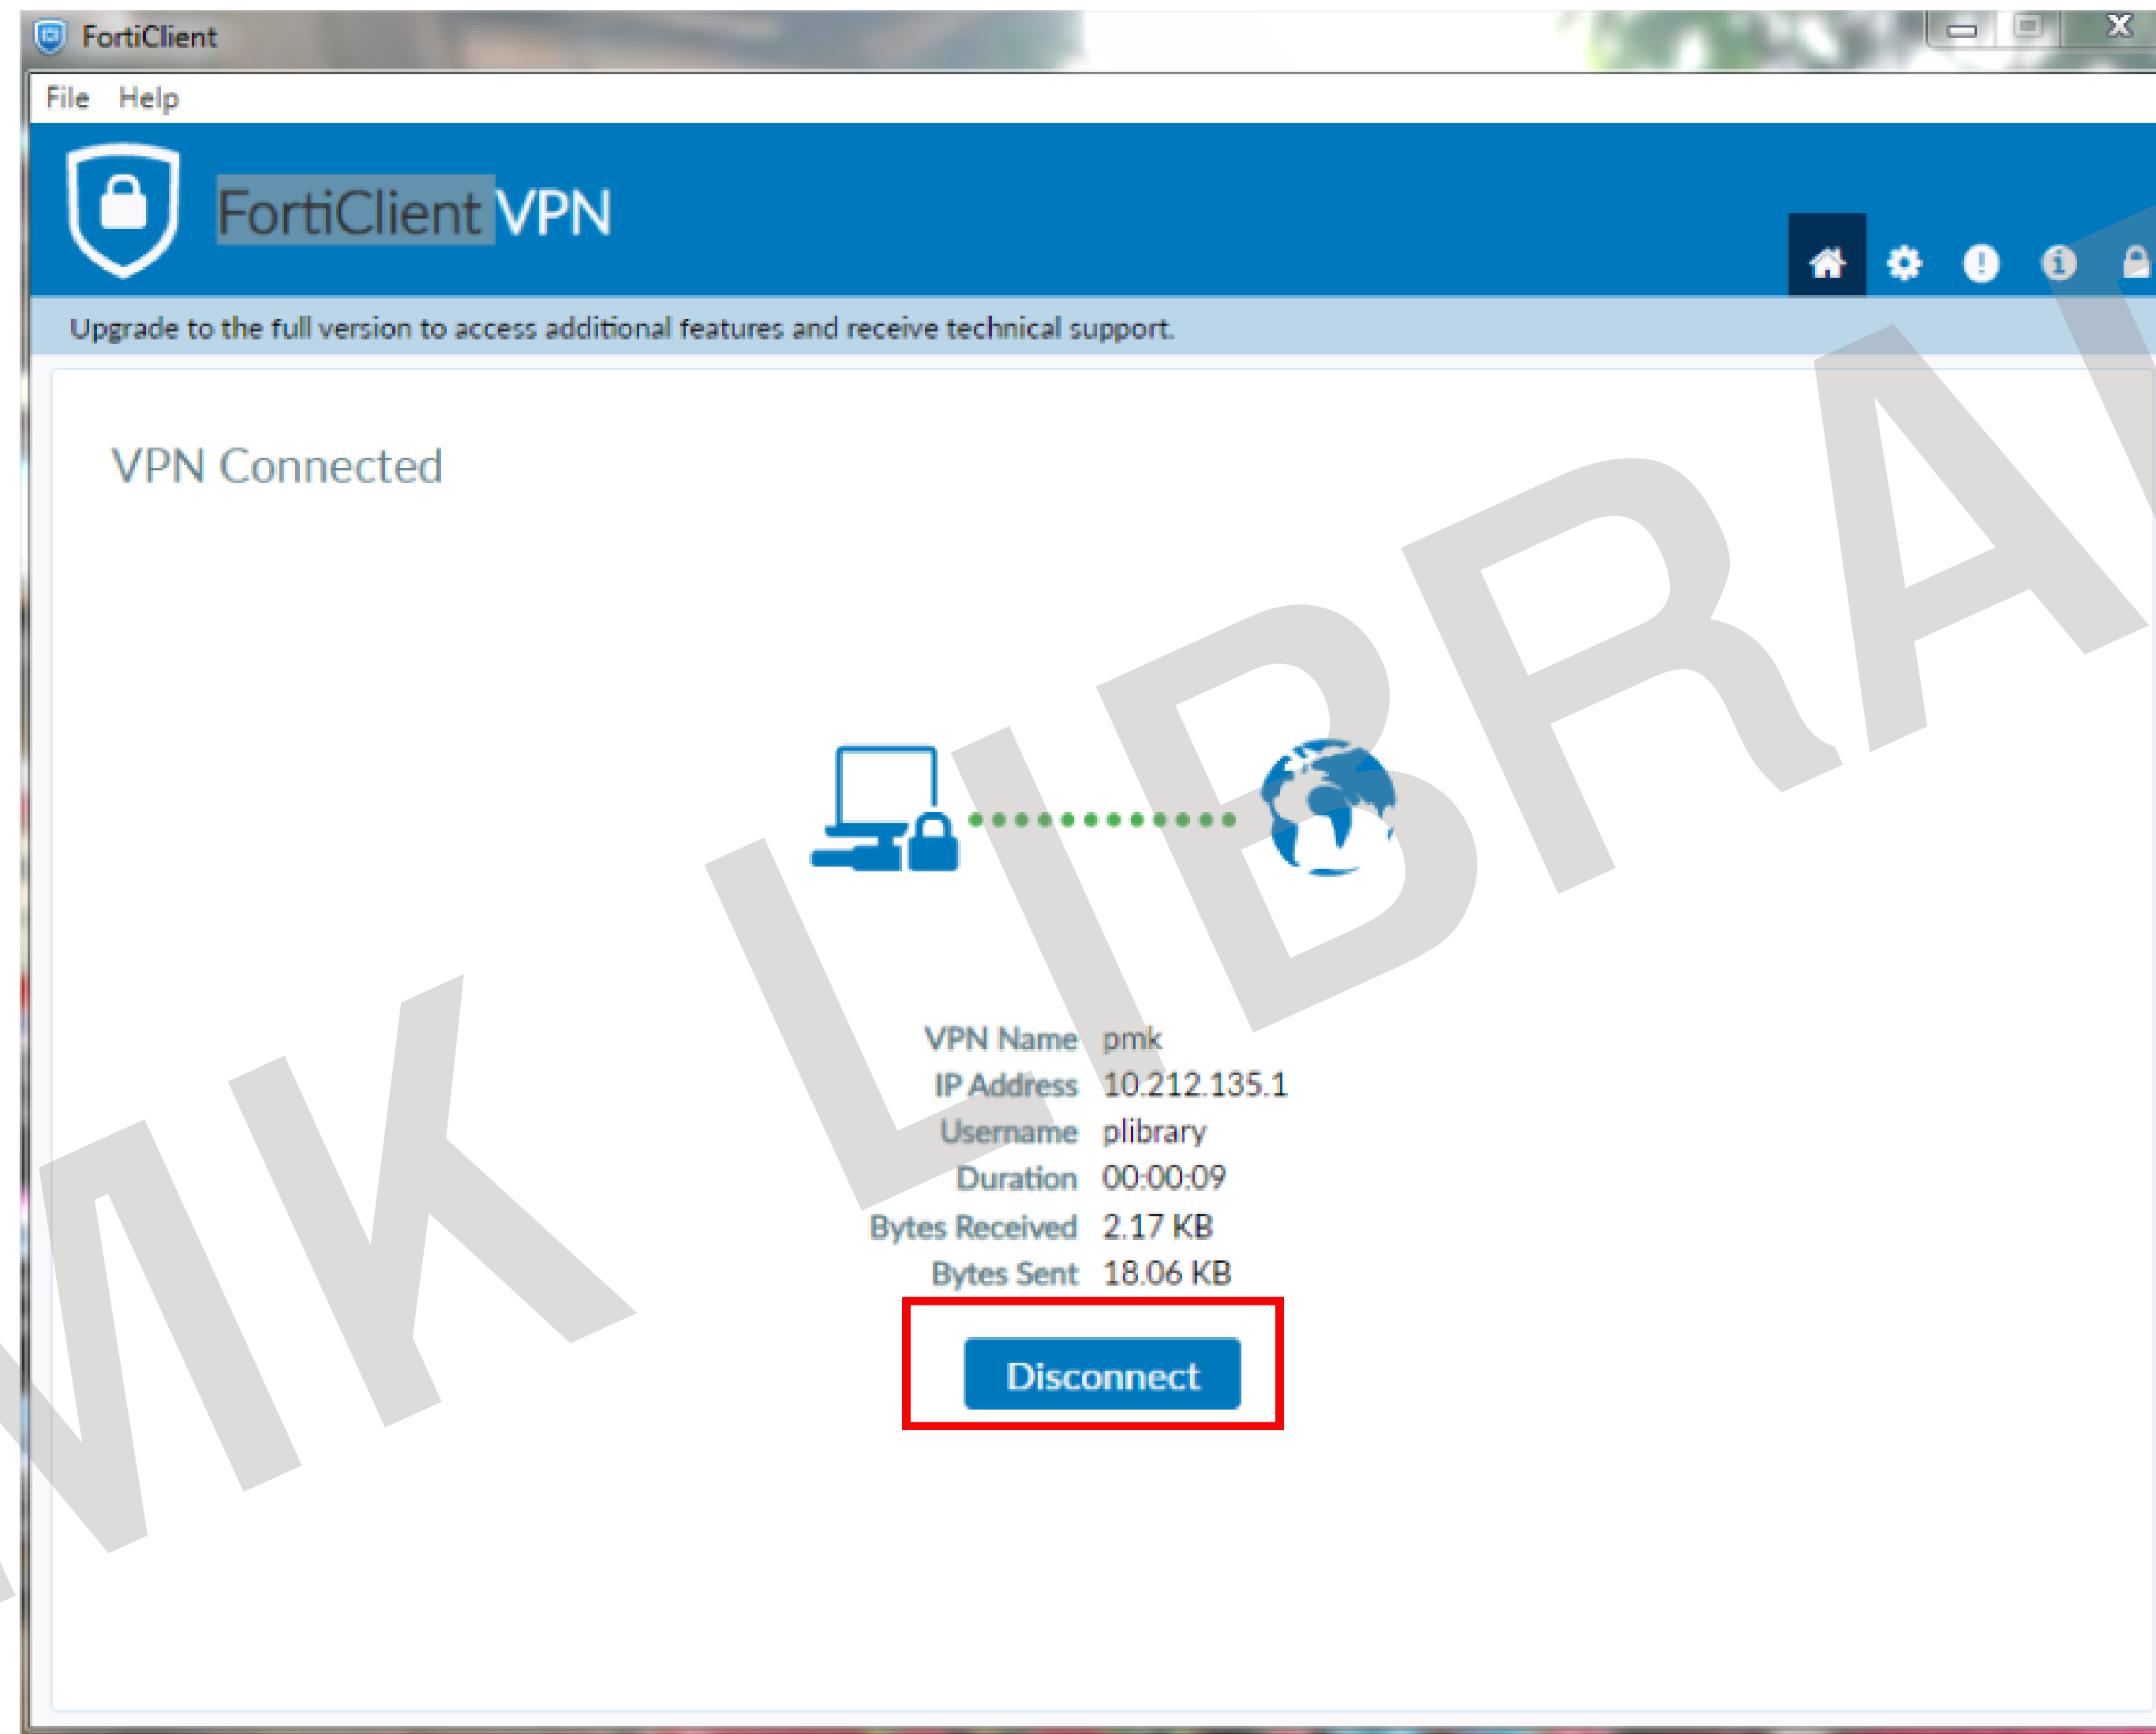 FortiClient
File Help
FortiClient VPN
Upgrade to the full version to access additional features and receive technical support.
VPN Connected
VPN Name pmk
IP Address 10.212.135.1
Username plibrary
Duration 00:00:09
Bytes Received 2.17 KB
Bytes Sent 18.06 KB
Disconnect
MK LIBRA